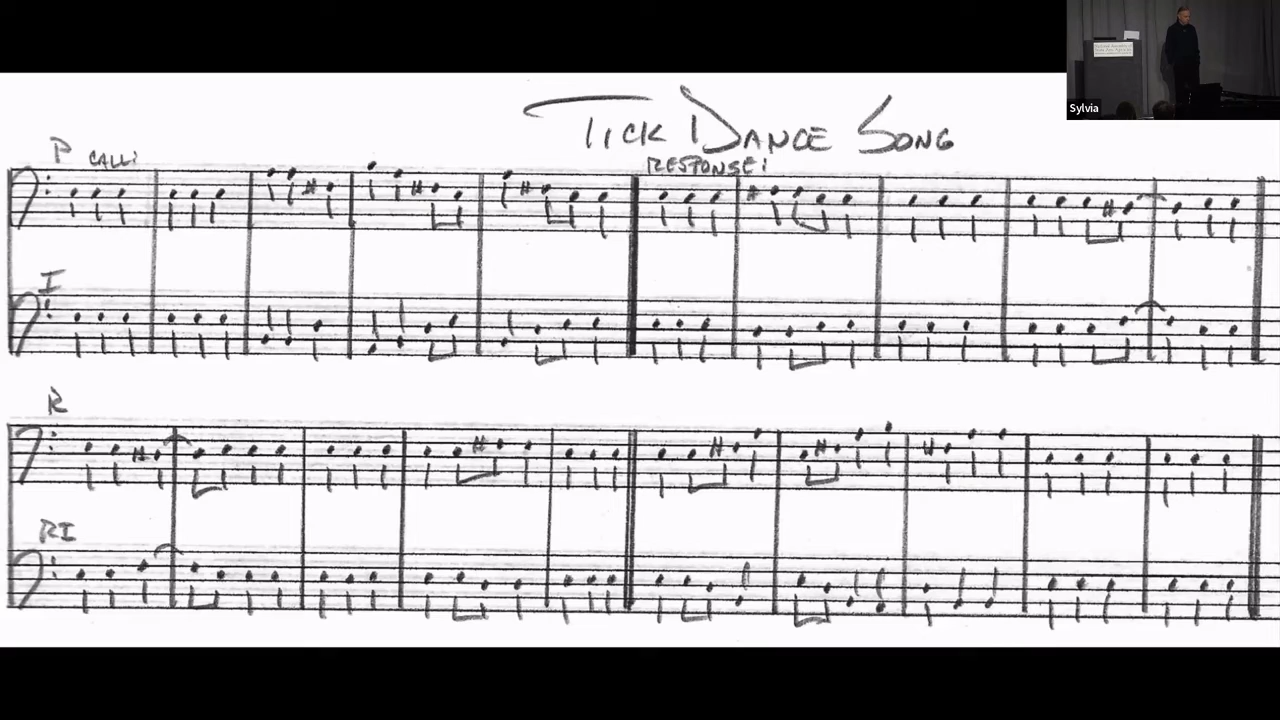 TICK DANCE SONG
P CALL:
RESPONSE:
I
R
RI
Sylvia